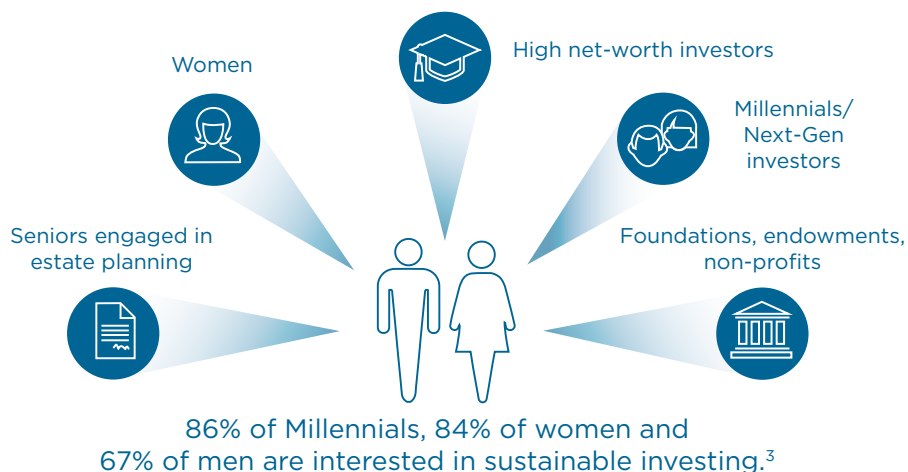 High net-worth investors
Women
Millennials/
Next-Gen
investors
Seniors engaged in
estate planning
Foundations, endowments,
non-profits
86% of Millennials, 84% of women and
67% of men are interested in sustainable investing.³